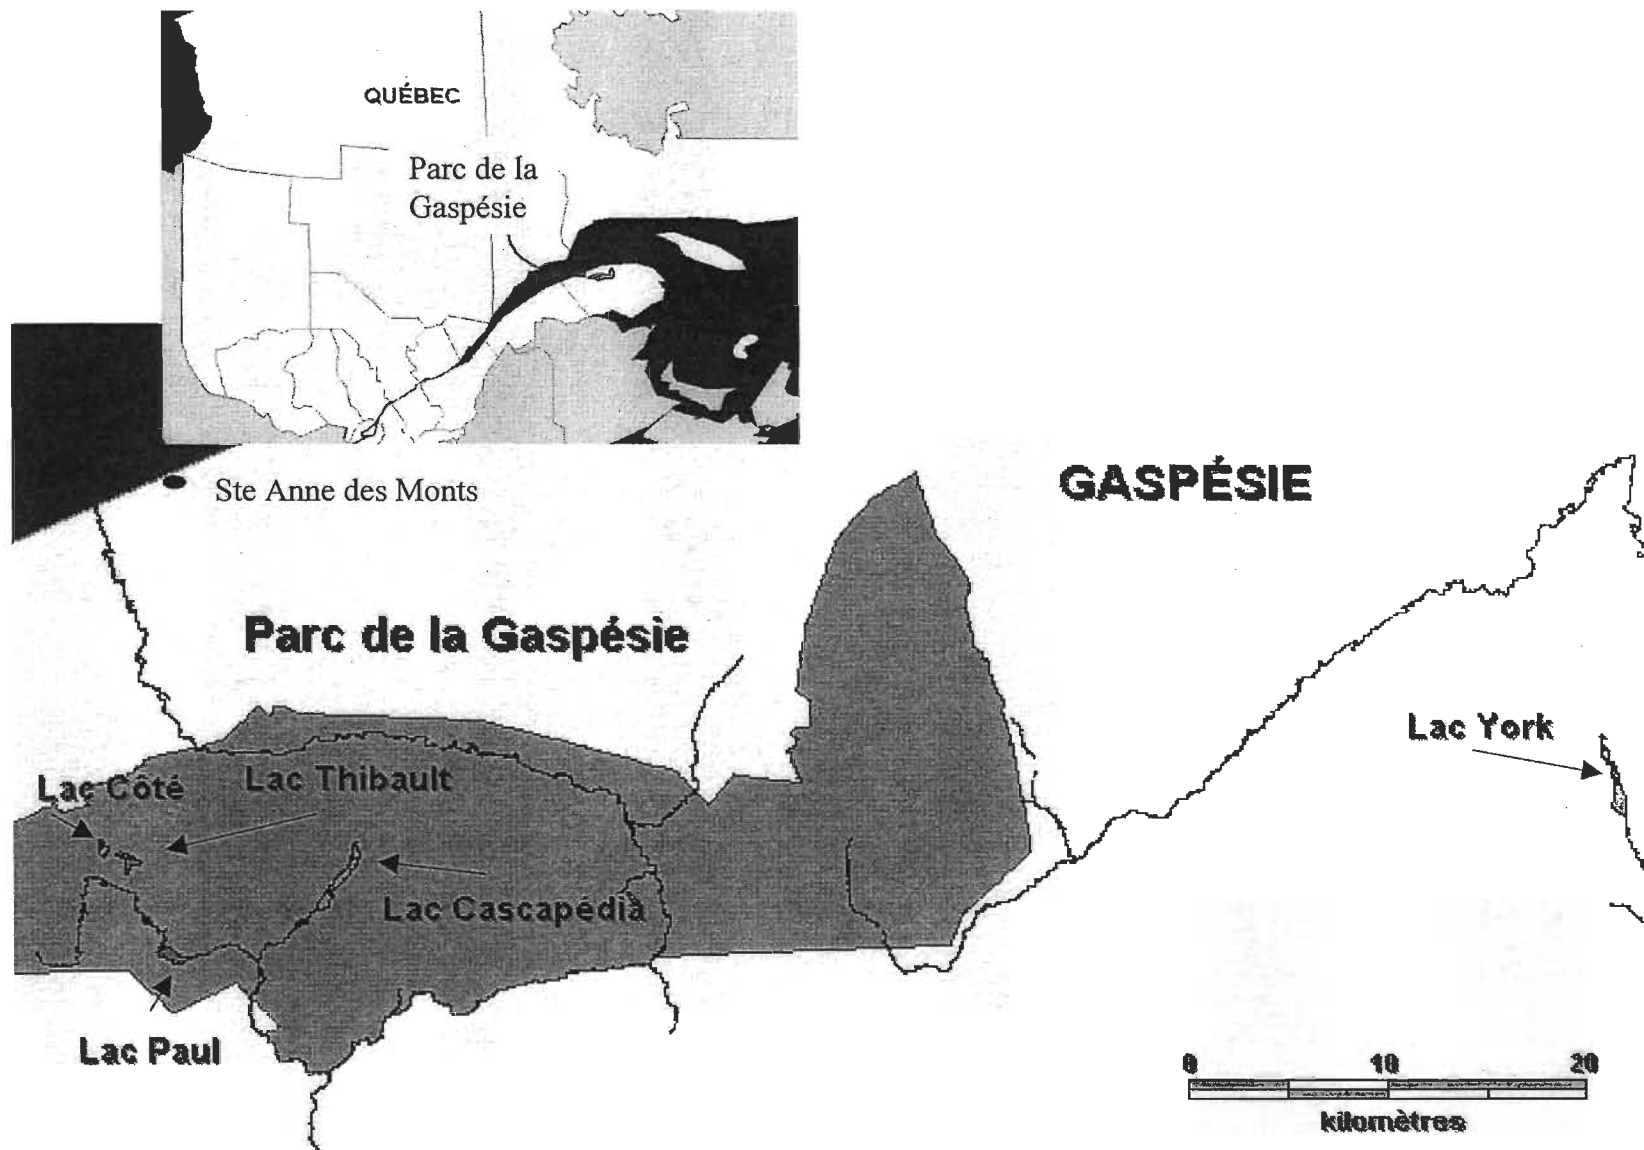 QUÉBEC
Parc de la
Gaspésie
Ste Anne des Monts
GASPÉSIE
Parc de la Gaspésie
Lac York
Lac Thibault
Lac Côté
Lac Cascapédia
Lac Paul
0 10 20
kilomètres